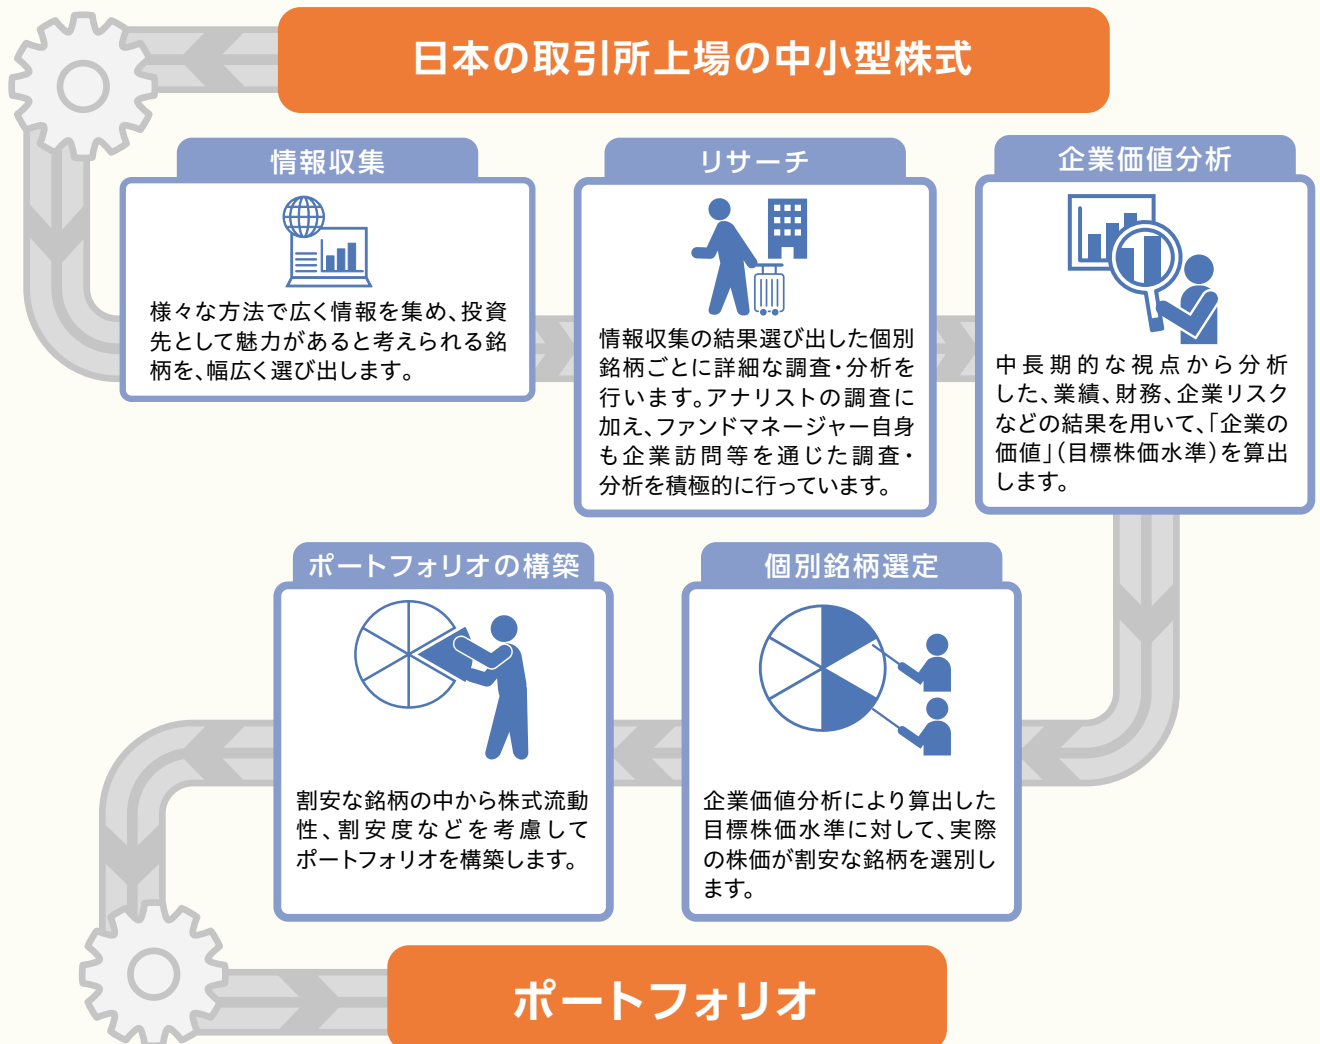 日本の取引所上場の中小型株式
情報収集
様々な方法で広く情報を集め、投資
先として魅力があると考えられる銘
柄を、幅広く選び出します。
リサーチ
情報収集の結果選び出した個別
銘柄ごとに詳細な調査・分析を
行います。アナリストの調査に
加え、ファンドマネージャー自身
も企業訪問等を通じた調査・
分析を積極的に行っています。
企業価値分析
中長期的な視点から分析
した、業績、財務、企業リスク
などの結果を用いて、「企業の
価値」(目標株価水準)を算出
します。
個別銘柄選定
企業価値分析により算出した
目標株価水準に対して、実際
の株価が割安な銘柄を選別し
ます。
ポートフォリオの構築
割安な銘柄の中から株式流動
性、割安度などを考慮して
ポートフォリオを構築します。
ポートフォリオ